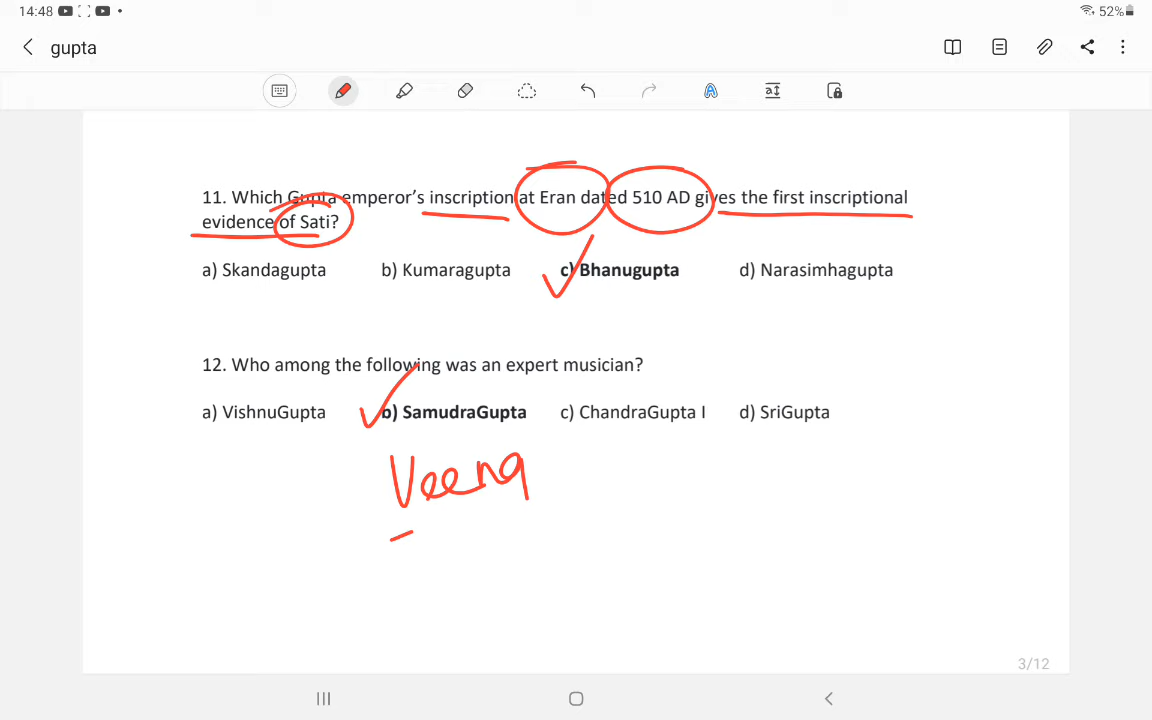 14:48
52%
gupta
11. Which Gupta emperor's inscription at Eran dated 510 AD gives the first inscriptional
evidence of Sati?
a) Skandagupta b) Kumaragupta c) Bhanugupta d) Narasimhagupta
12. Who among the following was an expert musician?
a) VishnuGupta b) SamudraGupta c) ChandraGupta I d) SriGupta
Veena
3/12